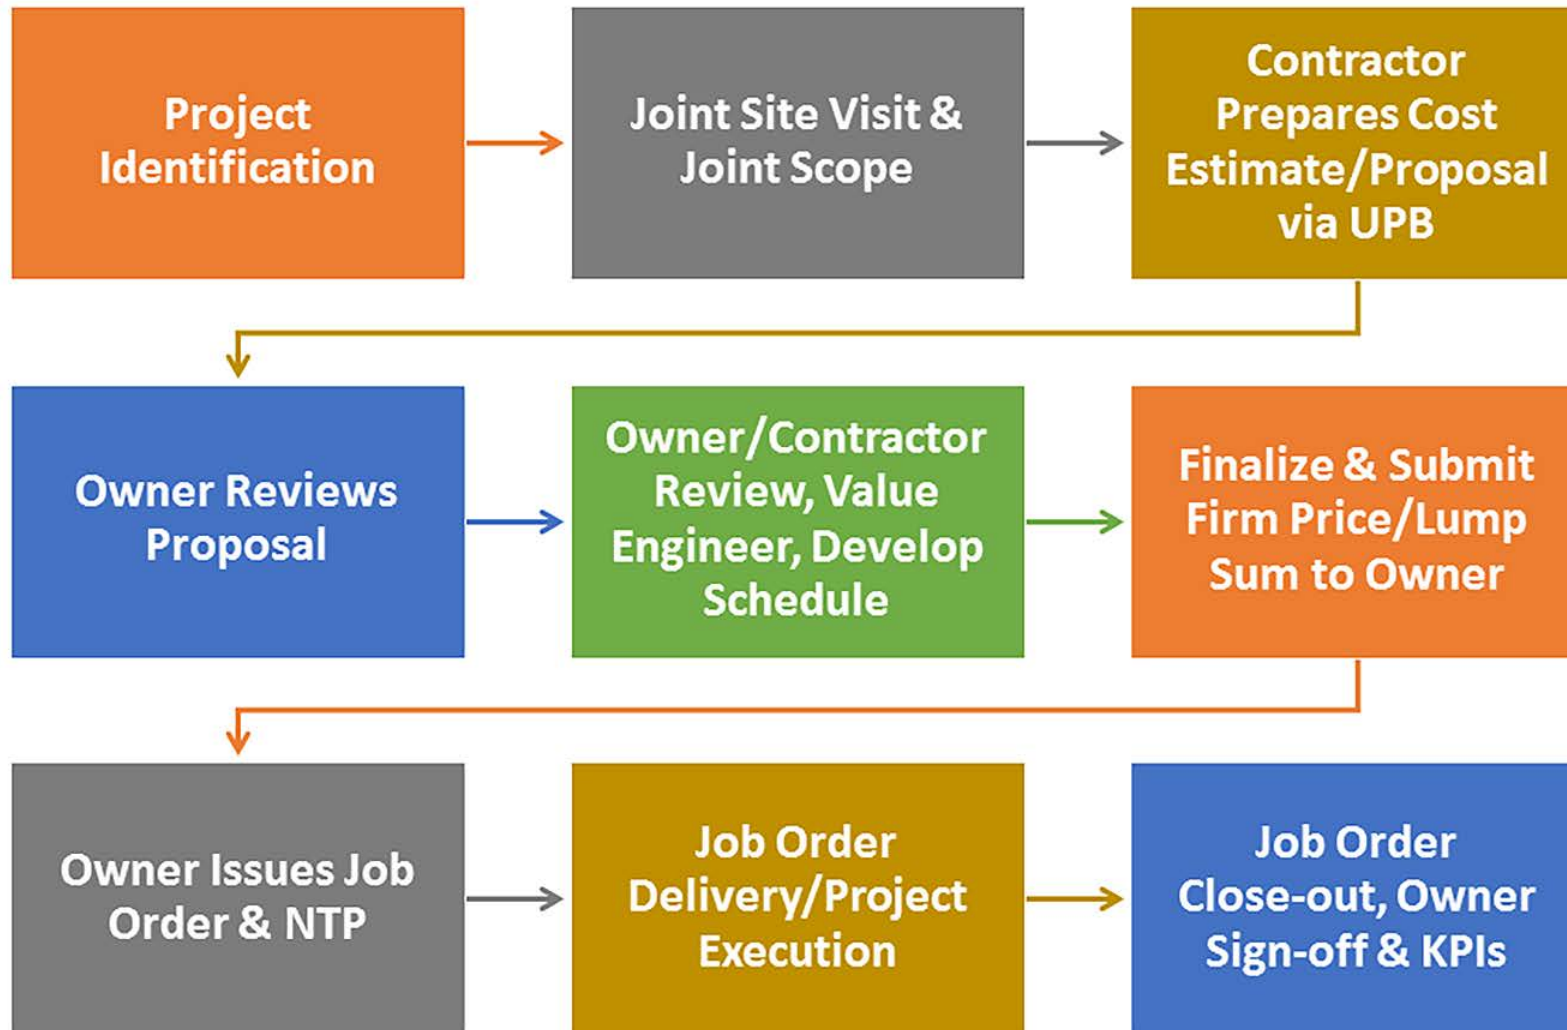 Project
Identification
Joint Site Visit &
Joint Scope
Contractor
Prepares Cost
Estimate/Proposal
via UPB
Owner Reviews
Proposal
Owner/Contractor
Review, Value
Engineer, Develop
Schedule
Finalize & Submit
Firm Price/Lump
Sum to Owner
Owner Issues Job
Order & NTP
Job Order
Delivery/Project
Execution
Job Order
Close-out, Owner
Sign-off & KPIs